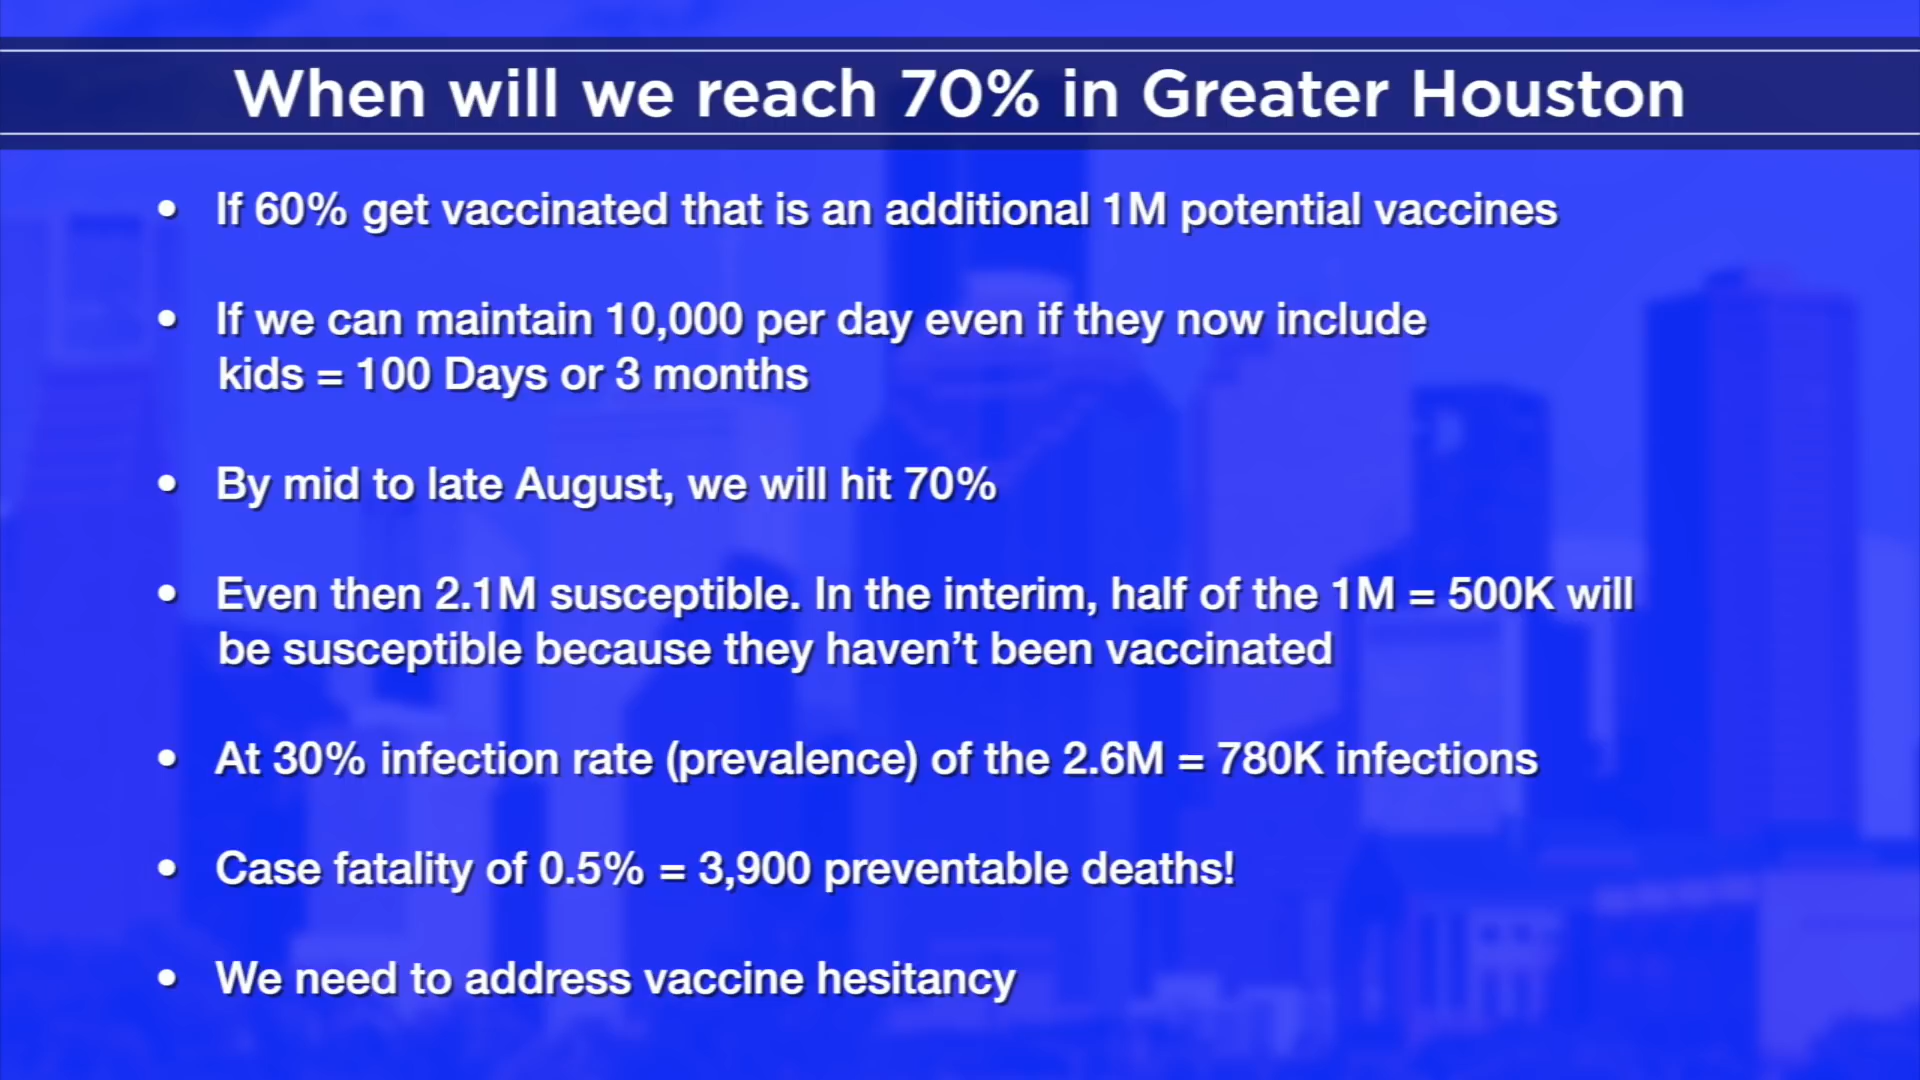 When will we reach 70% in Greater Houston
• If 60% get vaccinated that is an additional 1M potential vaccines
• If we can maintain 10,000 per day even if they now include
kids = 100 Days or 3 months
• By mid to late August, we will hit 70%
• Even then 2.1M susceptible. In the interim, half of the 1M = 500K will
be susceptible because they haven't been vaccinated
• At 30% infection rate (prevalence) of the 2.6M = 780K infections
• Case fatality of 0.5% = 3,900 preventable deaths!
• We need to address vaccine hesitancy